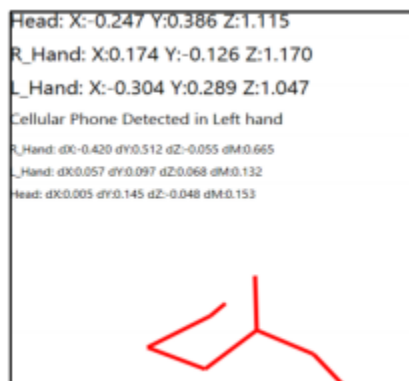 Head: X:-0.247 Y:0.386 Z:1.115
R_Hand: X:0.174 Y:-0.126 Z:1.170
L_Hand: X:-0.304 Y:0.289 Z:1.047
Cellular Phone Detected in Left hand
R_Hand: dX:-0.420 dY:0.512 dZ:-0.055 dM:0.665
L_Hand: dX:0.057 dY:0.097 dZ:0.068 dM:0.132
Head: dX:0.005 dY:0.145 dZ:-0.048 dM:0.153